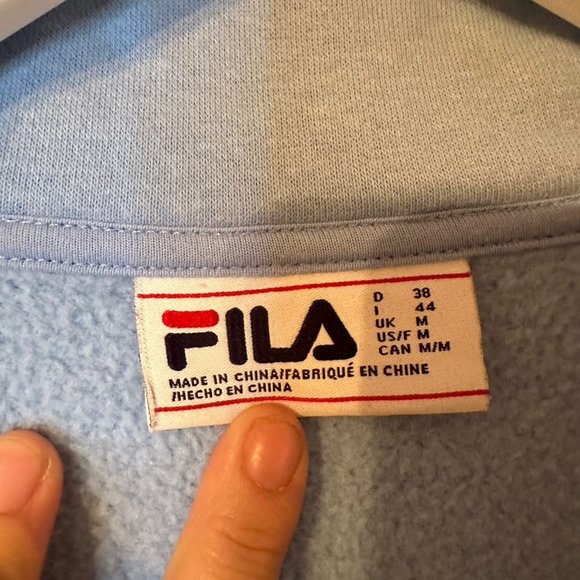 FILA
D 38
I 44
UK M
US/F M
CAN M/M
MADE IN CHINA/FABRIQUÉ EN CHINE
/HECHO EN CHINA